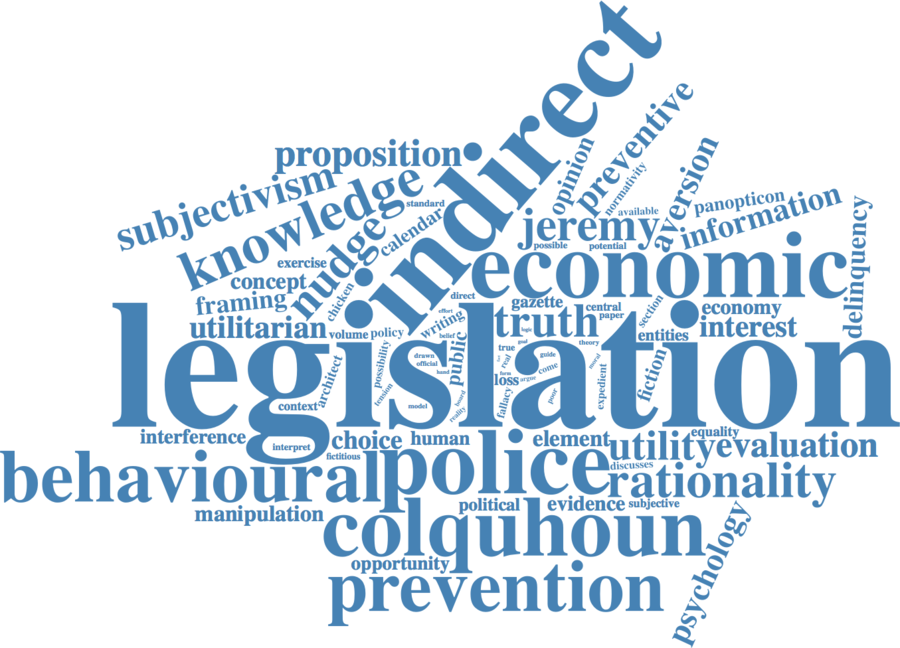 indirect
preventive
opinion
proposition
aversion
normativity
subjectivism
knowledge
standard
calendar
available
panopticon
information
jeremy
possible
potential
delinquency
nudge
exercise
concept
economic
chicken
framing
direct
gazette
central
paper
section
economy
utilitarian
volume
policy
writing
effort
truth
logic
entities
interest
belief
goal
theory
legislation
possibility
public
true
drawn
official
real
guide
moral
come
fiction
architect
band
form
loss
argue
tension
expedient
context
model
reality
board
fallacy
poor
interference
choice
human
element
utility
equality
evaluation
interpret
fictitious
discusses
behavioural
police
rationality
manipulation
political
evidence
subjective
colquhoun
psychology
opportunity
prevention